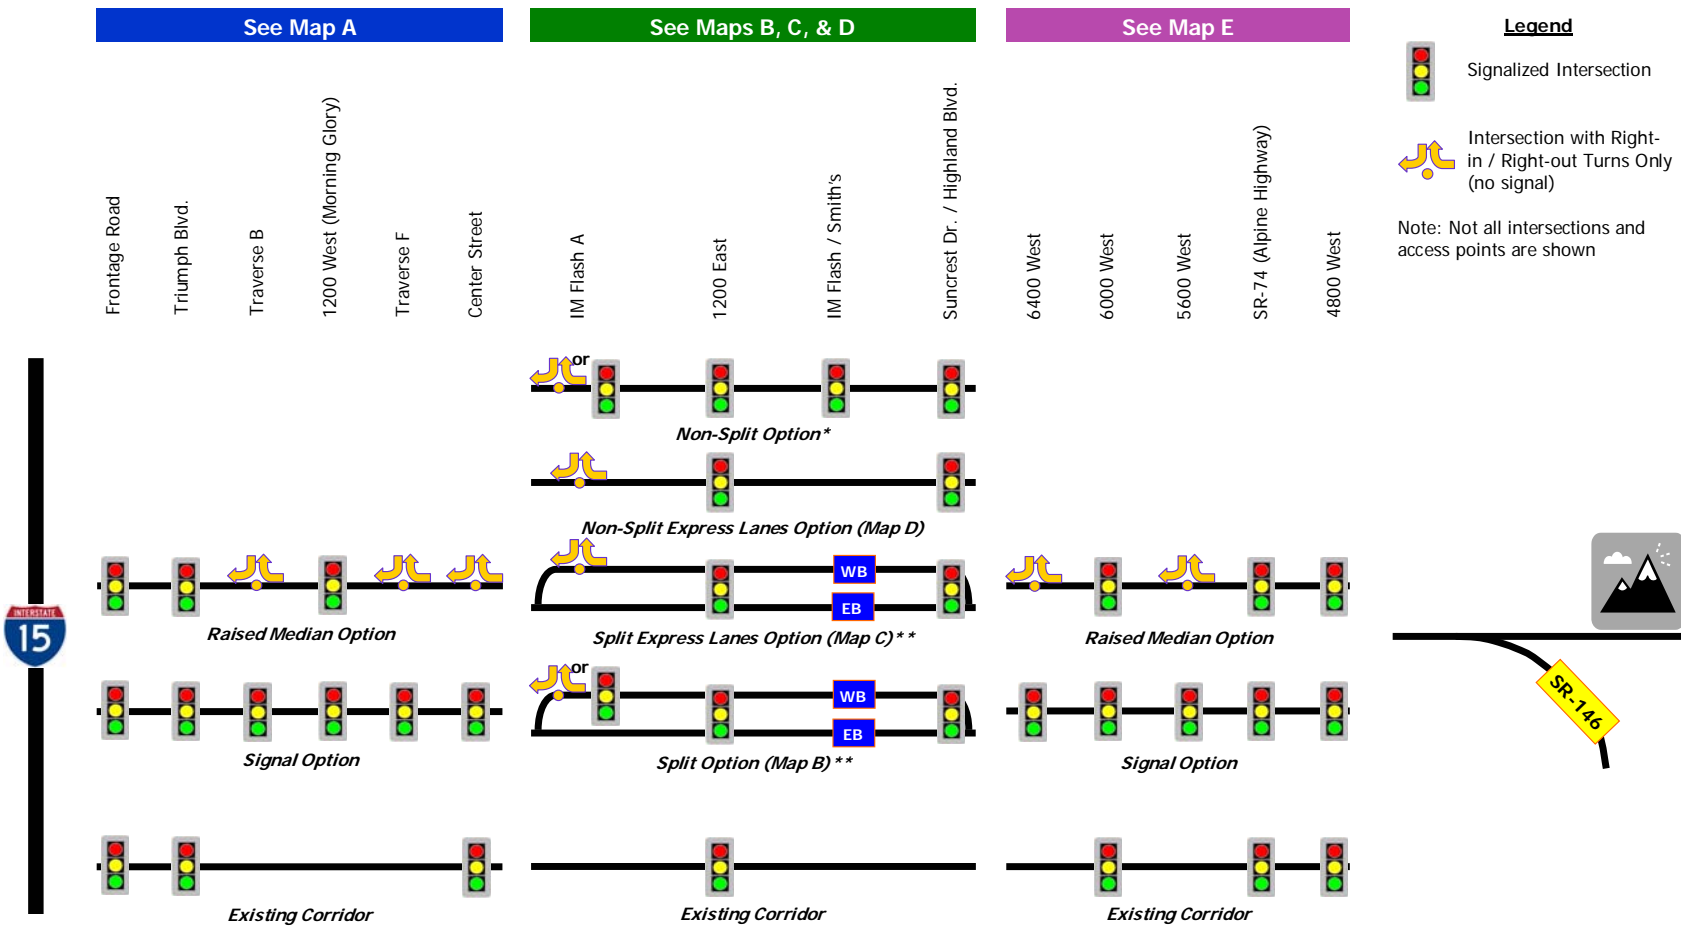 See Map A
See Maps B, C, & D
See Map E
Legend
Signalized Intersection
Intersection with Right-
in / Right-out Turns Only
(no signal)
Note: Not all intersections and
access points are shown
Frontage Road
Triumph Blvd.
Traverse B
1200 West (Morning Glory)
Traverse F
Center Street
IM Flash A
1200 East
IM Flash / Smith's
Suncrest Dr. / Highland Blvd.
6400 West
6000 West
5600 West
SR-74 (Alpine Highway)
4800 West
or
Non-Split Option*
Non-Split Express Lanes Option (Map D)
WB
EB
Raised Median Option
Split Express Lanes Option (Map C)**
Raised Median Option
INTERSTATE
15
SR-146
or
WB
EB
Signal Option
Split Option (Map B)**
Signal Option
Existing Corridor
Existing Corridor
Existing Corridor